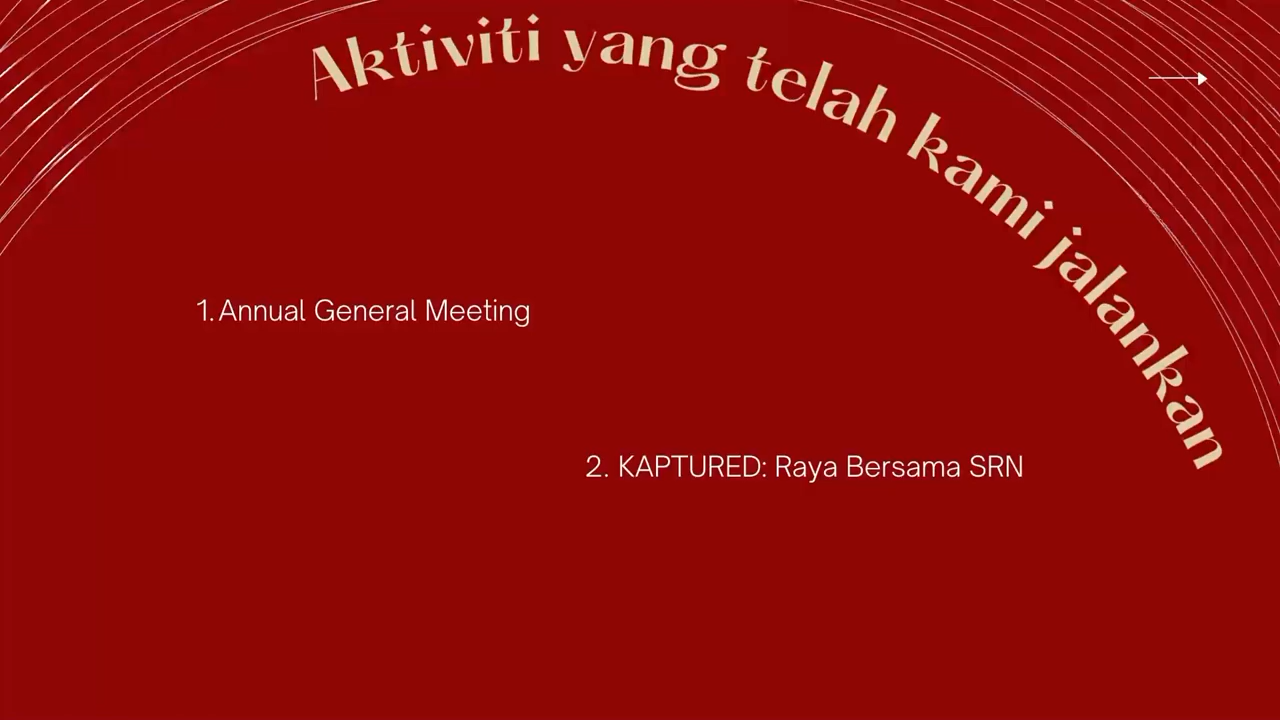 Aktiviti yang telah kami jalankan
1. Annual General Meeting
2. KAPTURED: Raya Bersama SRN